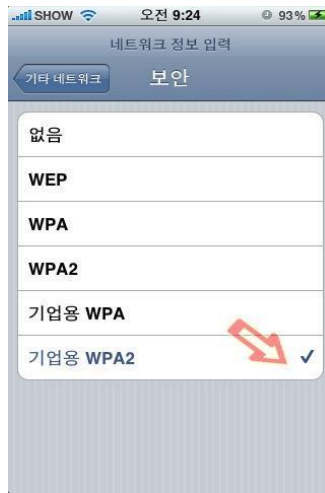 SHOW 오전 9:24 93%
네트워크 정보 입력
기타 네트워크 보안
없음
WEP
WPA
WPA2
기업용 WPA
기업용 WPA2